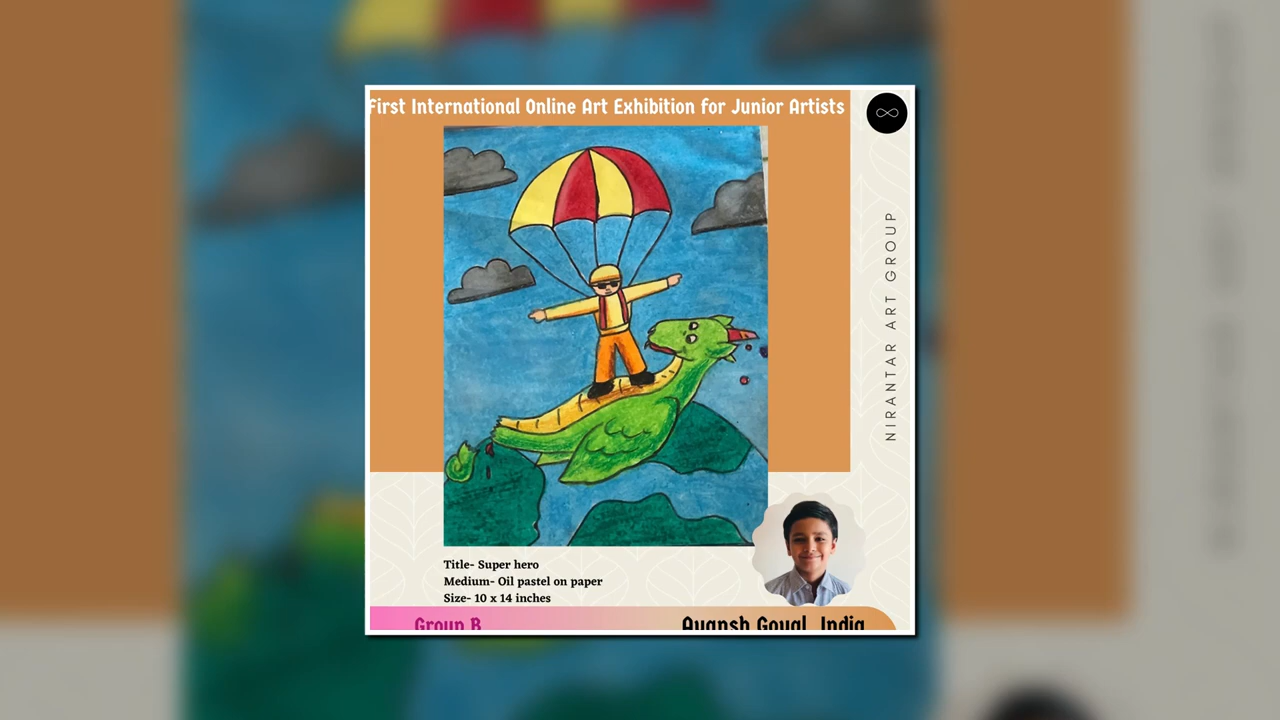 First International Online Art Exhibition for Junior Artists
NIRANTAR ART GROUP
Title- Super hero
Medium- Oil pastel on paper
Size- 10 x 14 inches
Group B
Ayansh Goyal, India